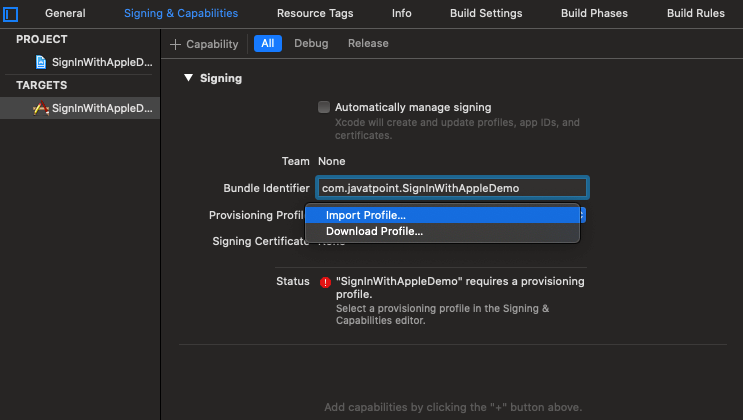 General Signing & Capabilities Resource Tags Info Build Settings Build Phases Build Rules
PROJECT
SignInWithAppleD...
TARGETS
SignInWithAppleD...
+ Capability All Debug Release
Signing
Automatically manage signing
Xcode will create and update profiles, app IDs, and
certificates.
Team None
Bundle Identifier com.javatpoint.SignInWithAppleDemo
Provisioning Profile
Import Profile...
Download Profile...
Signing Certificate None
Status "SignInWithAppleDemo" requires a provisioning
profile.
Select a provisioning profile in the Signing &
Capabilities editor.
Add capabilities by clicking the "+" button above.